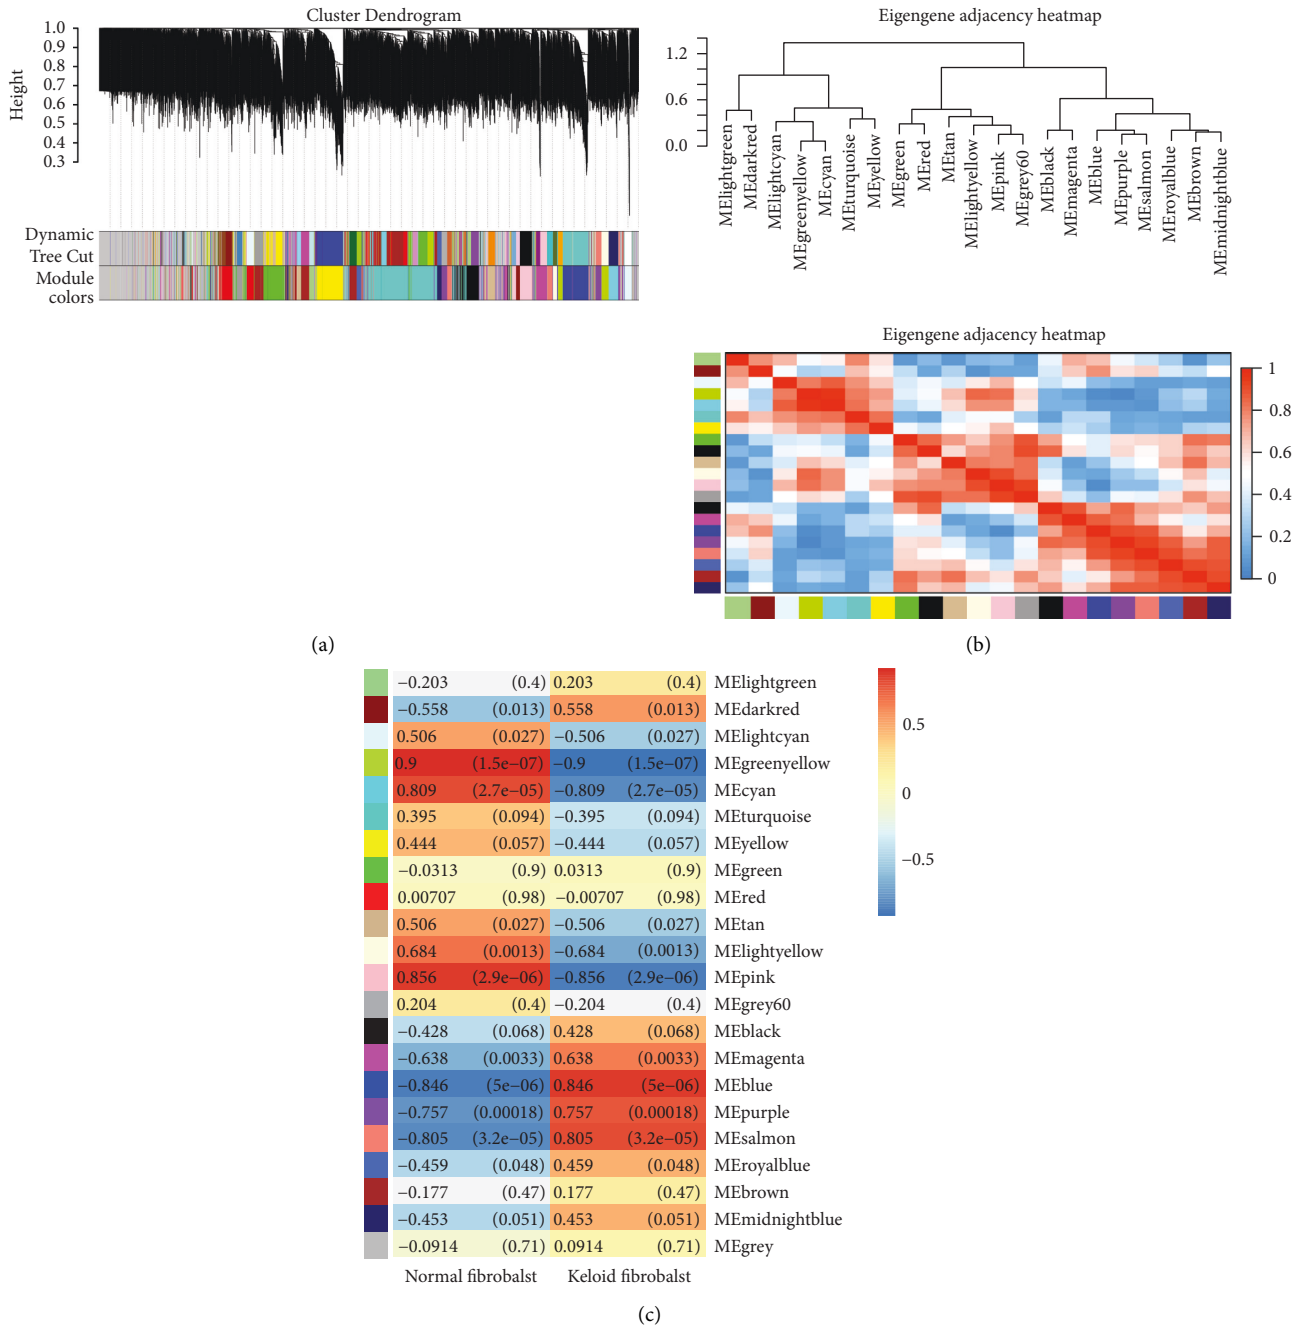 Cluster Dendrogram
Height
1.0
0.9
0.8
0.7
0.6
0.5
0.4
0.3
Dynamic
Tree Cut
Module
colors
(a)
Eigengene adjacency heatmap
1.2
0.6
0.0
MElightgreen
MEdarkred
MElightcyan
MEgreenyellow
MEcyan
MEturquoise
MEyellow
MEgreen
MEred
MEtan
MElightyellow
MEpink
MEgrey60
MEblack
MEmagenta
MEblue
MEpurple
MEsalmon
MEroyalblue
MEbrown
MEmidnightblue
Eigengene adjacency heatmap
1
0.8
0.6
0.4
0.2
0
(b)
−0.203 (0.4) 0.203 (0.4) MElightgreen
−0.558 (0.013) 0.558 (0.013) MEdarkred
0.506 (0.027) −0.506 (0.027) MElightcyan
0.9 (1.5e−07) −0.9 (1.5e−07) MEgreenyellow
0.809 (2.7e−05) −0.809 (2.7e−05) MEcyan
0.395 (0.094) −0.395 (0.094) MEturquoise
0.444 (0.057) −0.444 (0.057) MEyellow
−0.0313 (0.9) 0.0313 (0.9) MEgreen
0.00707 (0.98) −0.00707 (0.98) MEred
0.506 (0.027) −0.506 (0.027) MEtan
0.684 (0.0013) −0.684 (0.0013) MElightyellow
0.856 (2.9e−06) −0.856 (2.9e−06) MEpink
0.204 (0.4) −0.204 (0.4) MEgrey60
−0.428 (0.068) 0.428 (0.068) MEblack
−0.638 (0.0033) 0.638 (0.0033) MEmagenta
−0.846 (5e−06) 0.846 (5e−06) MEblue
−0.757 (0.00018) 0.757 (0.00018) MEpurple
−0.805 (3.2e−05) 0.805 (3.2e−05) MEsalmon
−0.459 (0.048) 0.459 (0.048) MEroyalblue
−0.177 (0.47) 0.177 (0.47) MEbrown
−0.453 (0.051) 0.453 (0.051) MEmidnightblue
−0.0914 (0.71) 0.0914 (0.71) MEgrey
Normal fibrobalst Keloid fibrobalst
0.5
0
−0.5
(c)